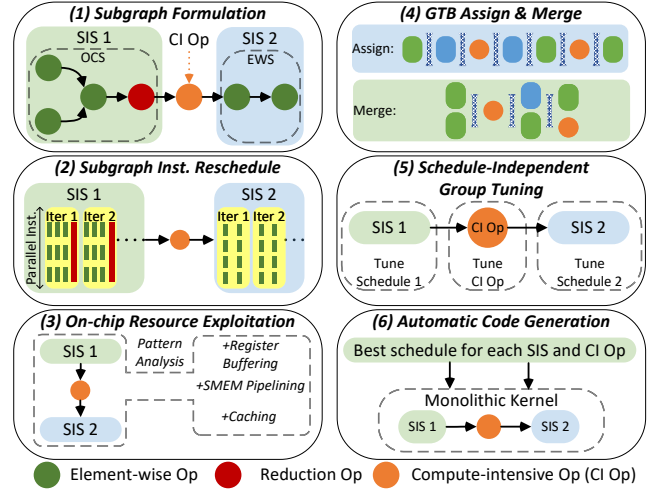 (1) Subgraph Formulation
SIS 1
OCS
CI Op
SIS 2
EWS
(2) Subgraph Inst. Reschedule
SIS 1
SIS 2
Parallel Inst.
Iter 1
Iter 2
Iter 1
Iter 2
(3) On-chip Resource Exploitation
SIS 1
SIS 2
Pattern
Analysis
+Register
Buffering
+SMEM Pipelining
+Caching
(4) GTB Assign & Merge
Assign:
Merge:
(5) Schedule-Independent
Group Tuning
SIS 1
CI Op
SIS 2
Tune
Schedule 1
Tune
CI Op
Tune
Schedule 2
(6) Automatic Code Generation
Best schedule for each SIS and CI Op
Monolithic Kernel
SIS 1
SIS 2
Element-wise Op
Reduction Op
Compute-intensive Op (CI Op)